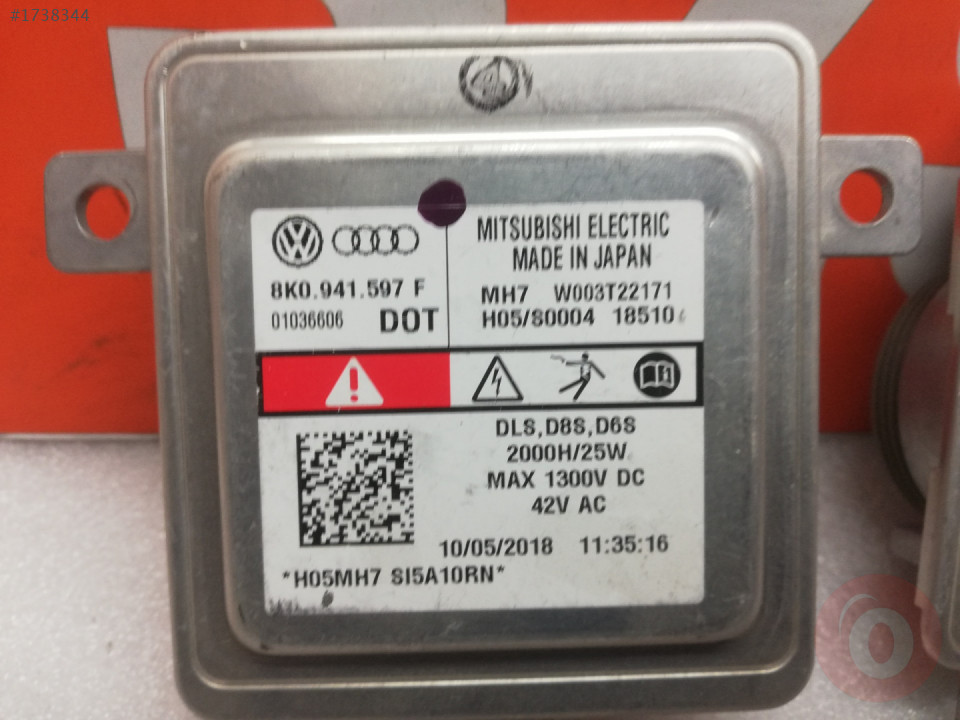 #1738344
8K0.941.597 F
01036606 DOT
MITSUBISHI ELECTRIC
MADE IN JAPAN
MH7 W003T22171
H05/S0004 18510
DLS,D8S,D6S
2000H/25W
MAX 1300V DC
42V AC
10/05/2018 11:35:16
*H05MH7 SI5A10RN*